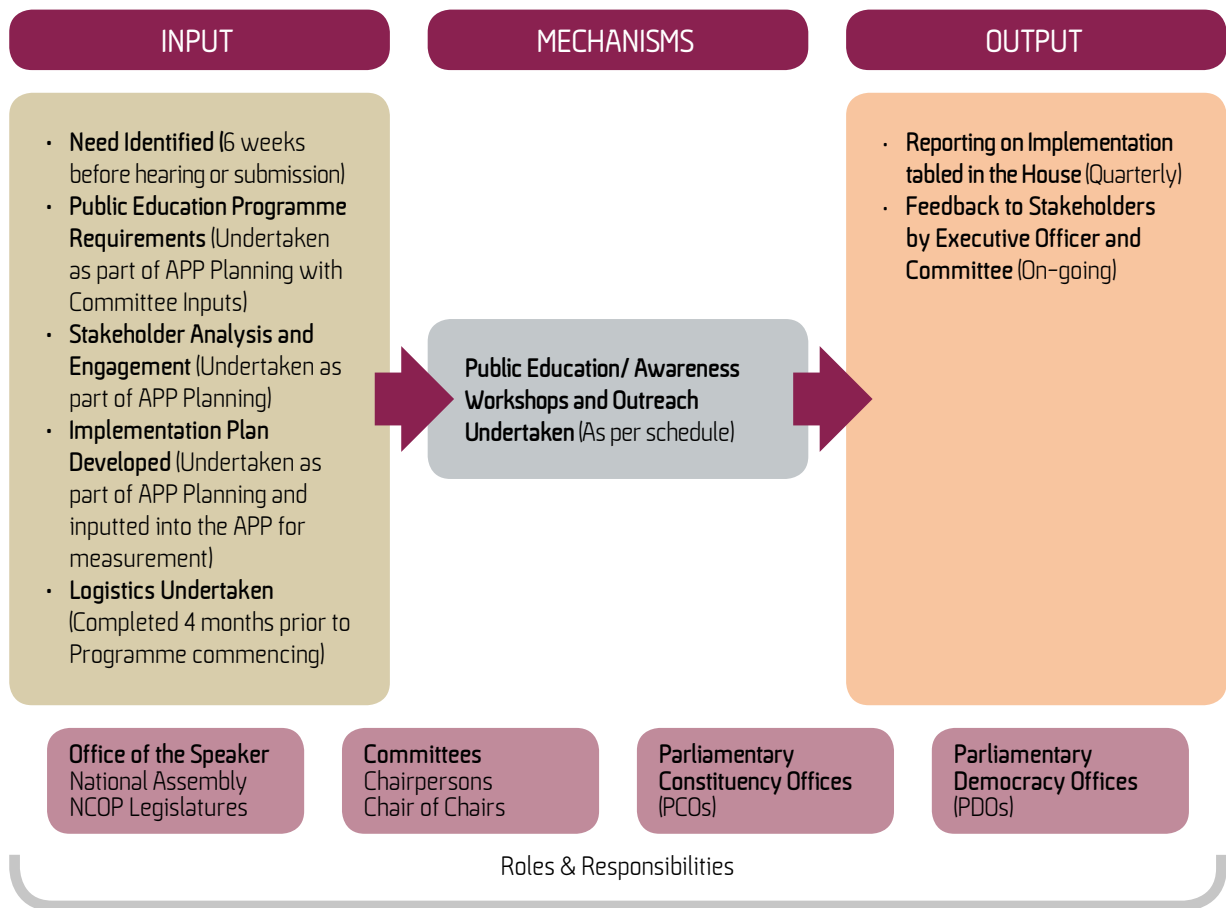 INPUT
MECHANISMS
OUTPUT
• Need Identified (6 weeks
before hearing or submission)
• Public Education Programme
Requirements (Undertaken
as part of APP Planning with
Committee Inputs)
• Stakeholder Analysis and
Engagement (Undertaken as
part of APP Planning)
• Implementation Plan
Developed (Undertaken as
part of APP Planning and
inputted into the APP for
measurement)
• Logistics Undertaken
(Completed 4 months prior to
Programme commencing)
Public Education/ Awareness
Workshops and Outreach
Undertaken (As per schedule)
• Reporting on Implementation
tabled in the House (Quarterly)
• Feedback to Stakeholders
by Executive Officer and
Committee (On-going)
Office of the Speaker
National Assembly
NCOP Legislatures
Committees
Chairpersons
Chair of Chairs
Parliamentary
Constituency Offices
(PCOs)
Parliamentary
Democracy Offices
(PDOs)
Roles & Responsibilities